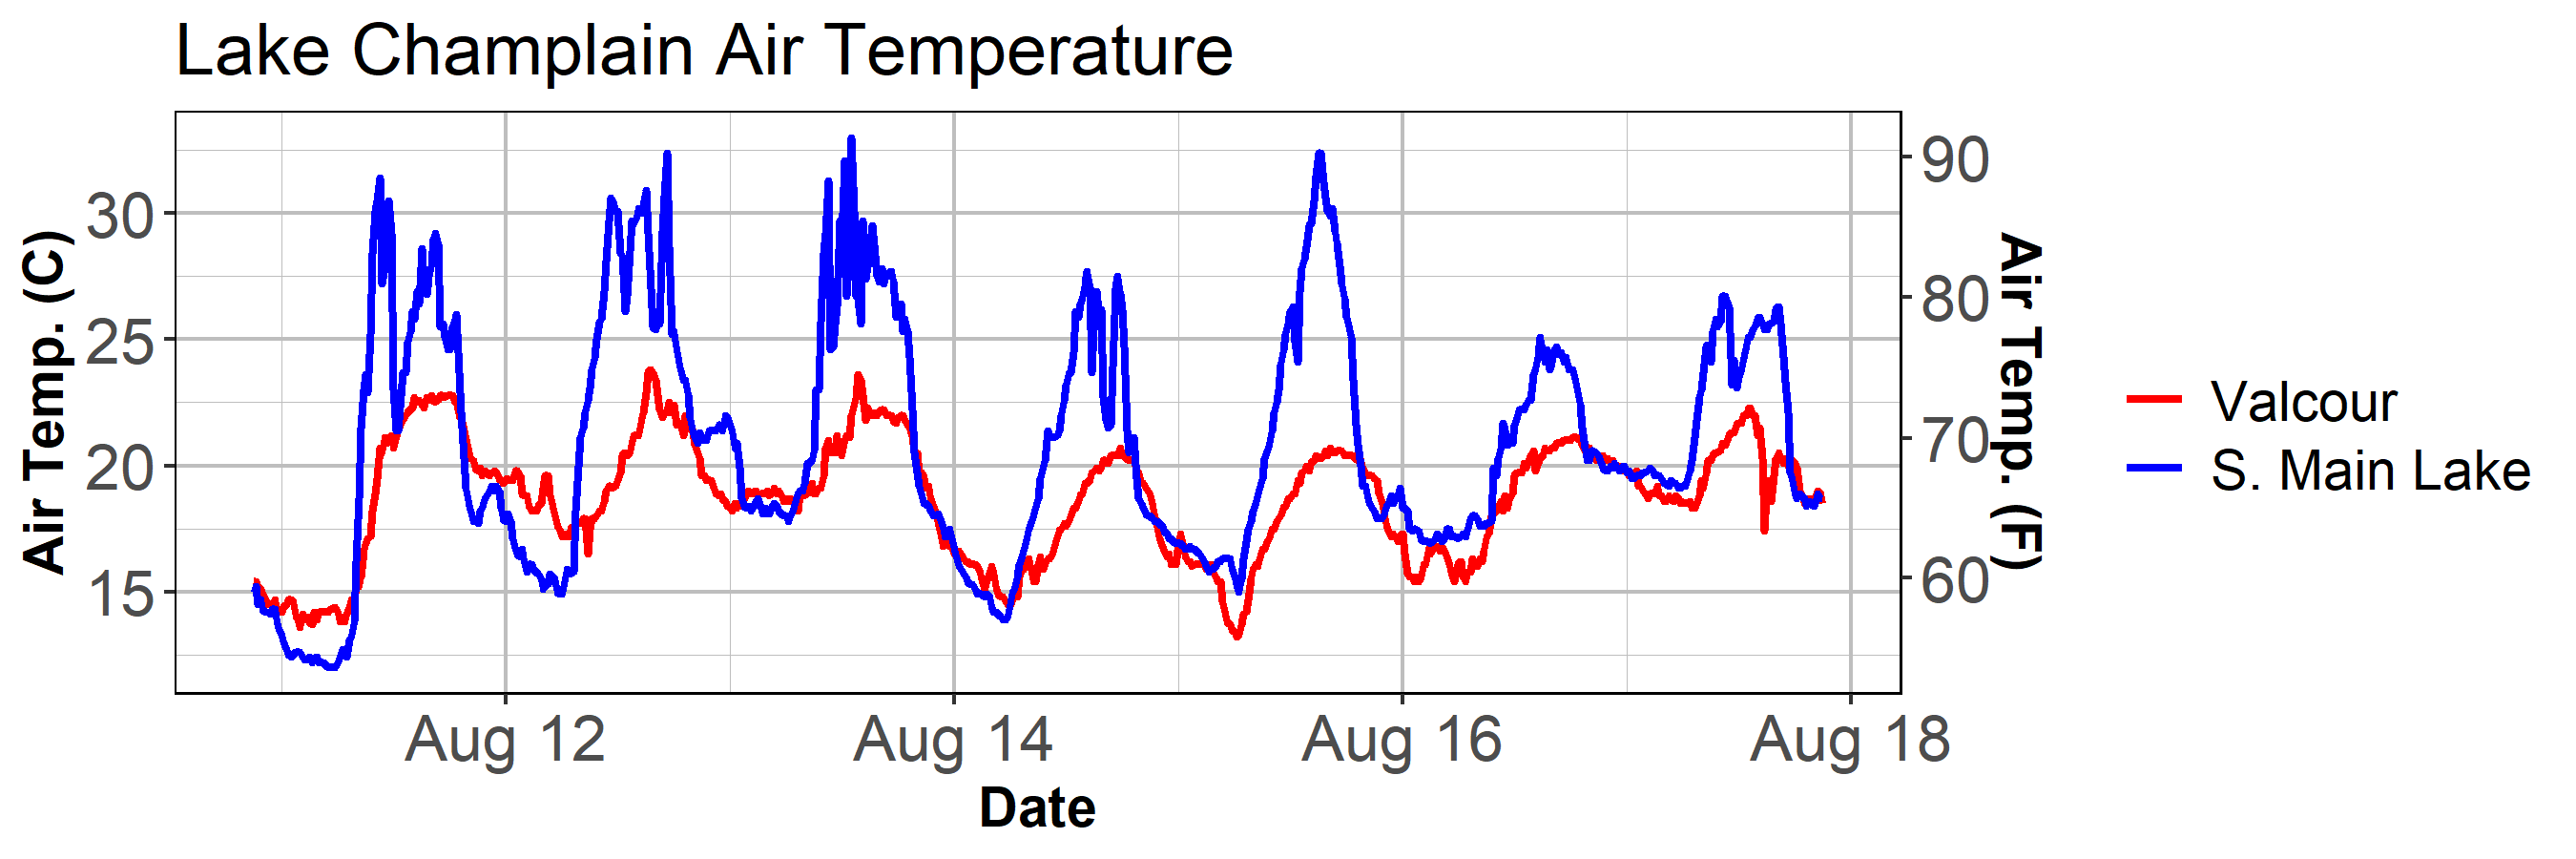 Lake Champlain Air Temperature
Air Temp. (C)
30
25
20
15
90
80
70
60
Air Temp. (F)
Aug 12
Aug 14
Aug 16
Aug 18
Date
Valcour
S. Main Lake